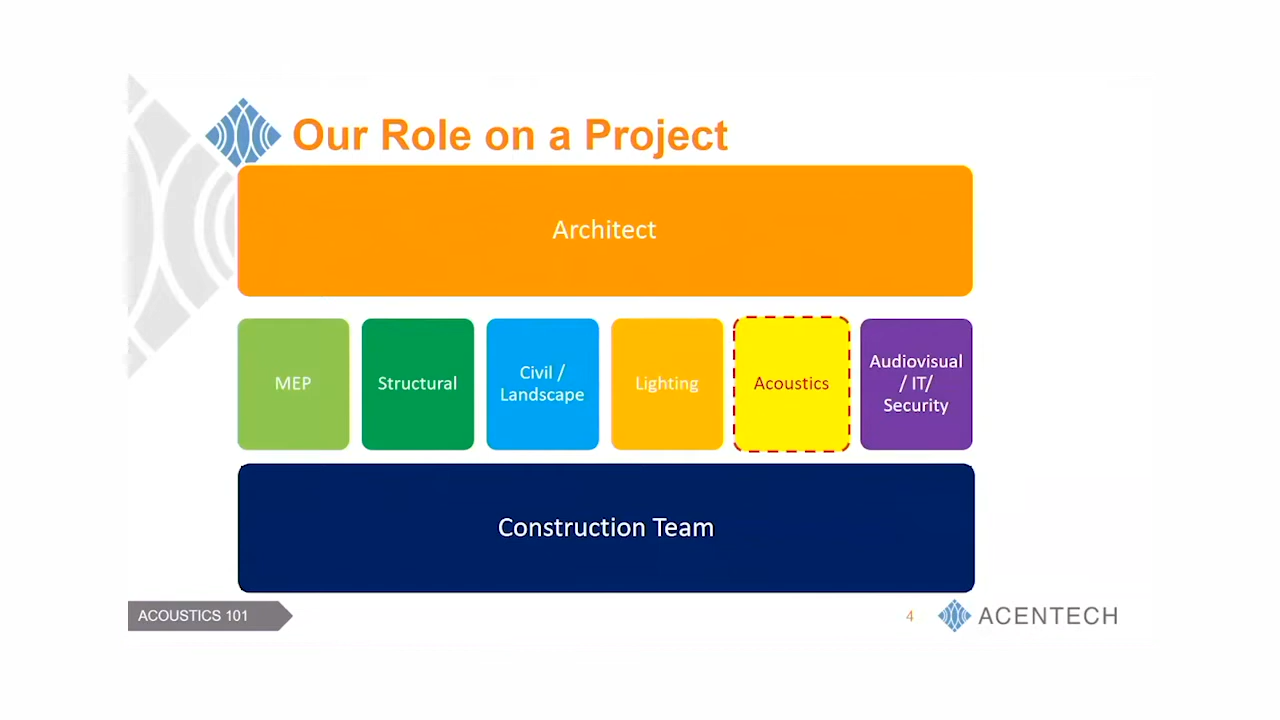 Our Role on a Project
Architect
MEP
Structural
Civil /
Landscape
Lighting
Acoustics
Audiovisual
/ IT/
Security
Construction Team
ACOUSTICS 101
4
ACENTECH